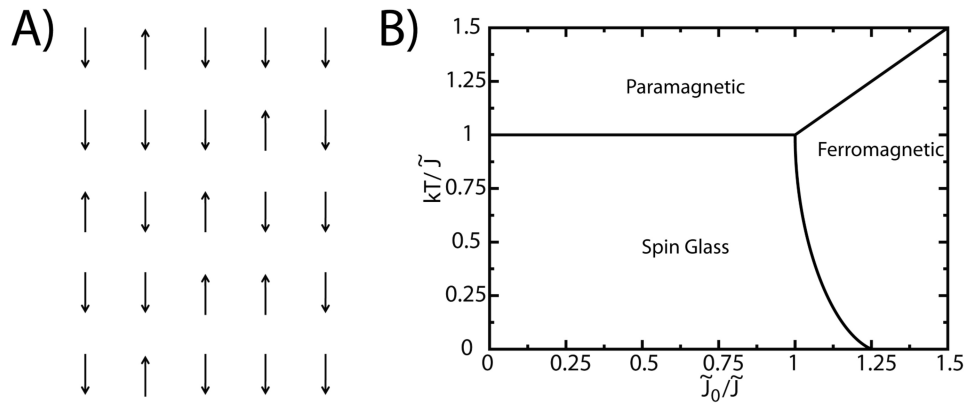 A)
B)
1.5
1.25
1
0.75
0.5
0.25
0
kT/J̃
Paramagnetic
Ferromagnetic
Spin Glass
0 0.25 0.5 0.75 1 1.25 1.5
J̃₀/J̃